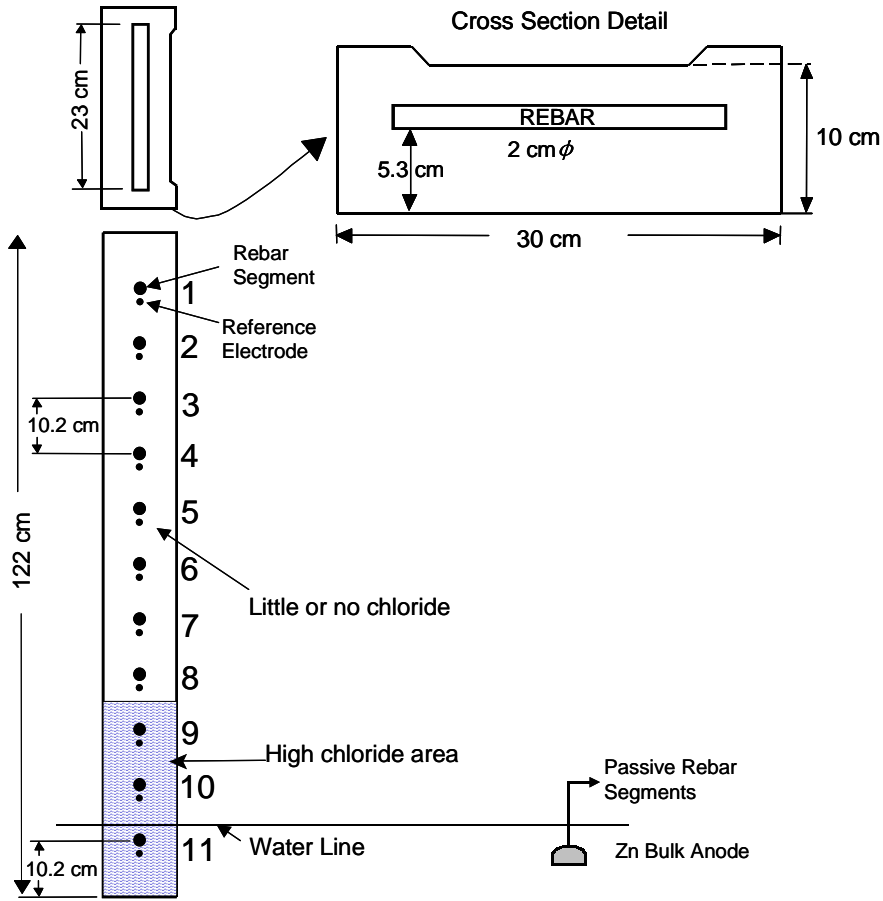 Cross Section Detail
23 cm
REBAR
2 cmϕ
5.3 cm
10 cm
30 cm
Rebar
Segment
1
Reference
Electrode
2
3
10.2 cm
4
5
122 cm
6
Little or no chloride
7
8
9
High chloride area
10
Passive Rebar
Segments
11
Water Line
Zn Bulk Anode
10.2 cm